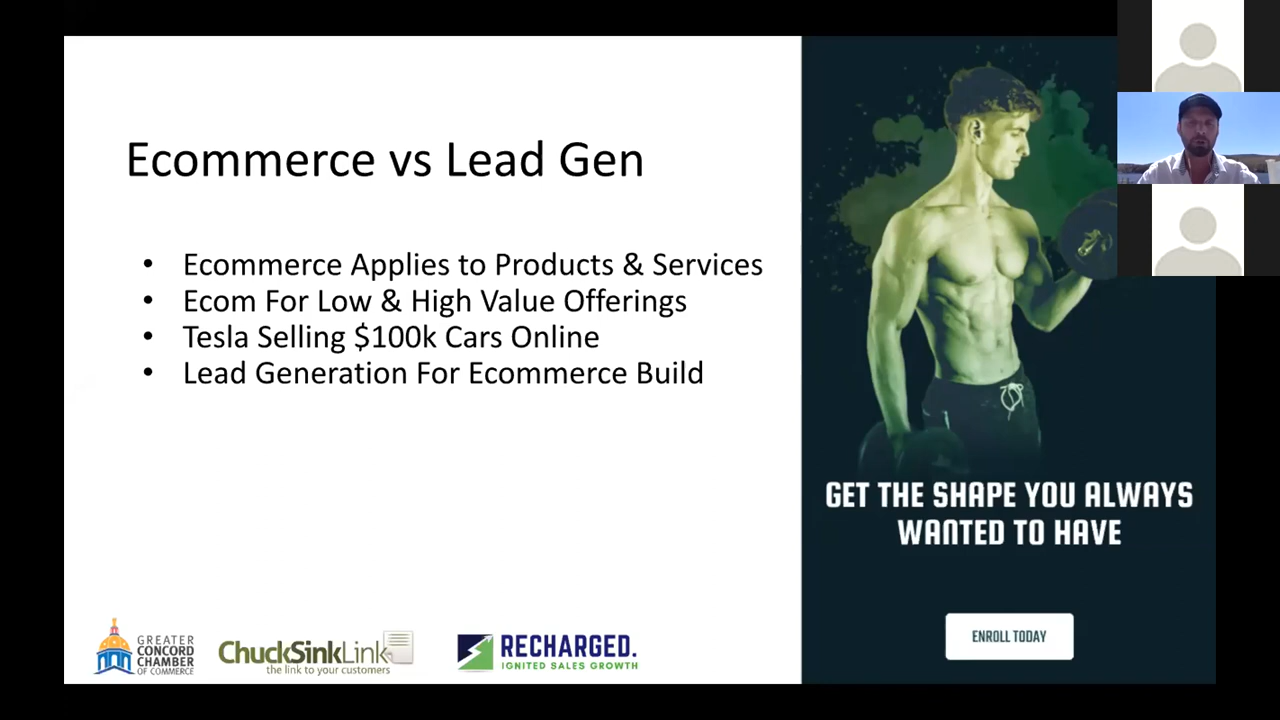 Ecommerce vs Lead Gen
• Ecommerce Applies to Products & Services
• Ecom For Low & High Value Offerings
• Tesla Selling $100k Cars Online
• Lead Generation For Ecommerce Build
GET THE SHAPE YOU ALWAYS
WANTED TO HAVE
ENROLL TODAY
GREATER
CONCORD
CHAMBER
OF COMMERCE
ChuckSinkLink
the link to your customers
RECHARGED.
IGNITED SALES GROWTH